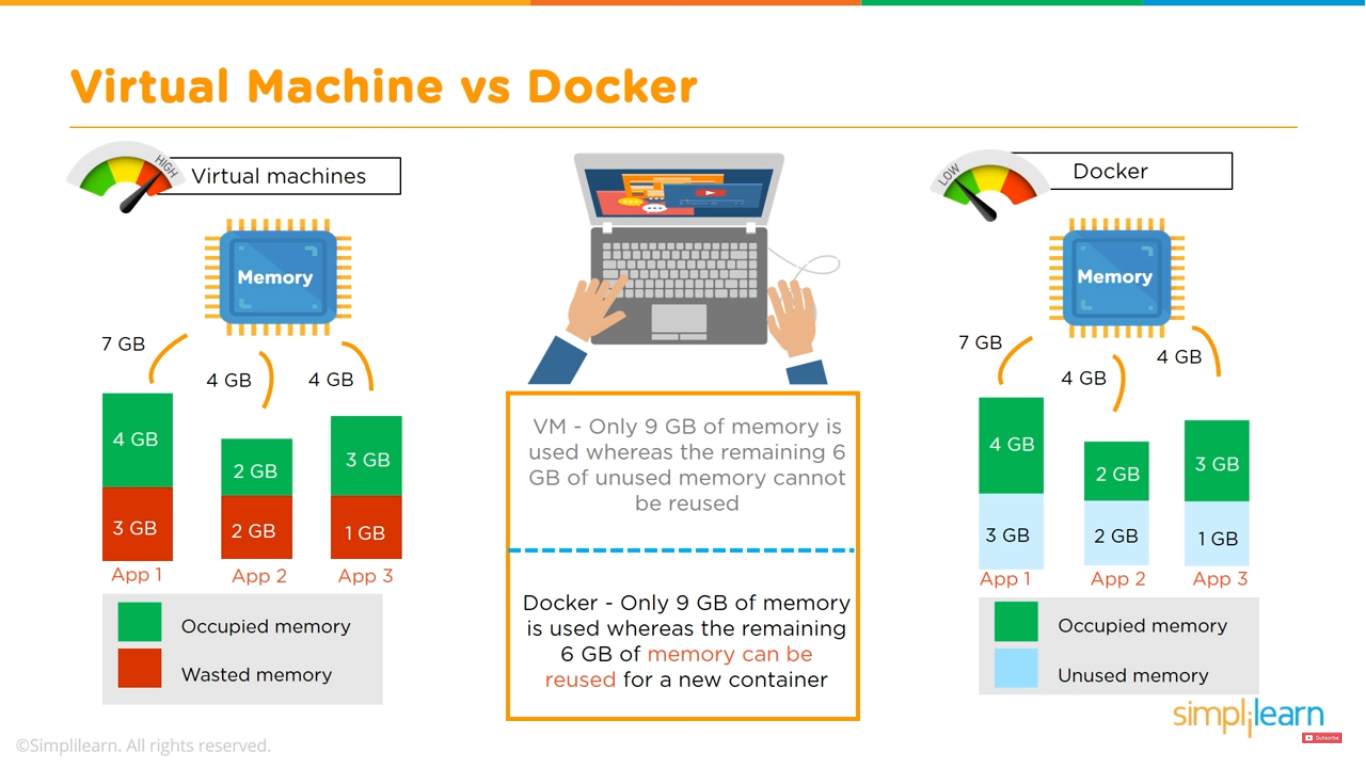 Virtual Machine vs Docker
HIGH
Virtual machines
Memory
7 GB
4 GB
4 GB
4 GB
3 GB
App 1
2 GB
2 GB
App 2
3 GB
1 GB
App 3
Occupied memory
Wasted memory
VM - Only 9 GB of memory is
used whereas the remaining 6
GB of unused memory cannot
be reused
Docker - Only 9 GB of memory
is used whereas the remaining
6 GB of memory can be
reused for a new container
LOW
Docker
Memory
7 GB
4 GB
4 GB
4 GB
3 GB
App 1
2 GB
2 GB
App 2
3 GB
1 GB
App 3
Occupied memory
Unused memory
simplilearn
Subscribe
©Simplilearn. All rights reserved.